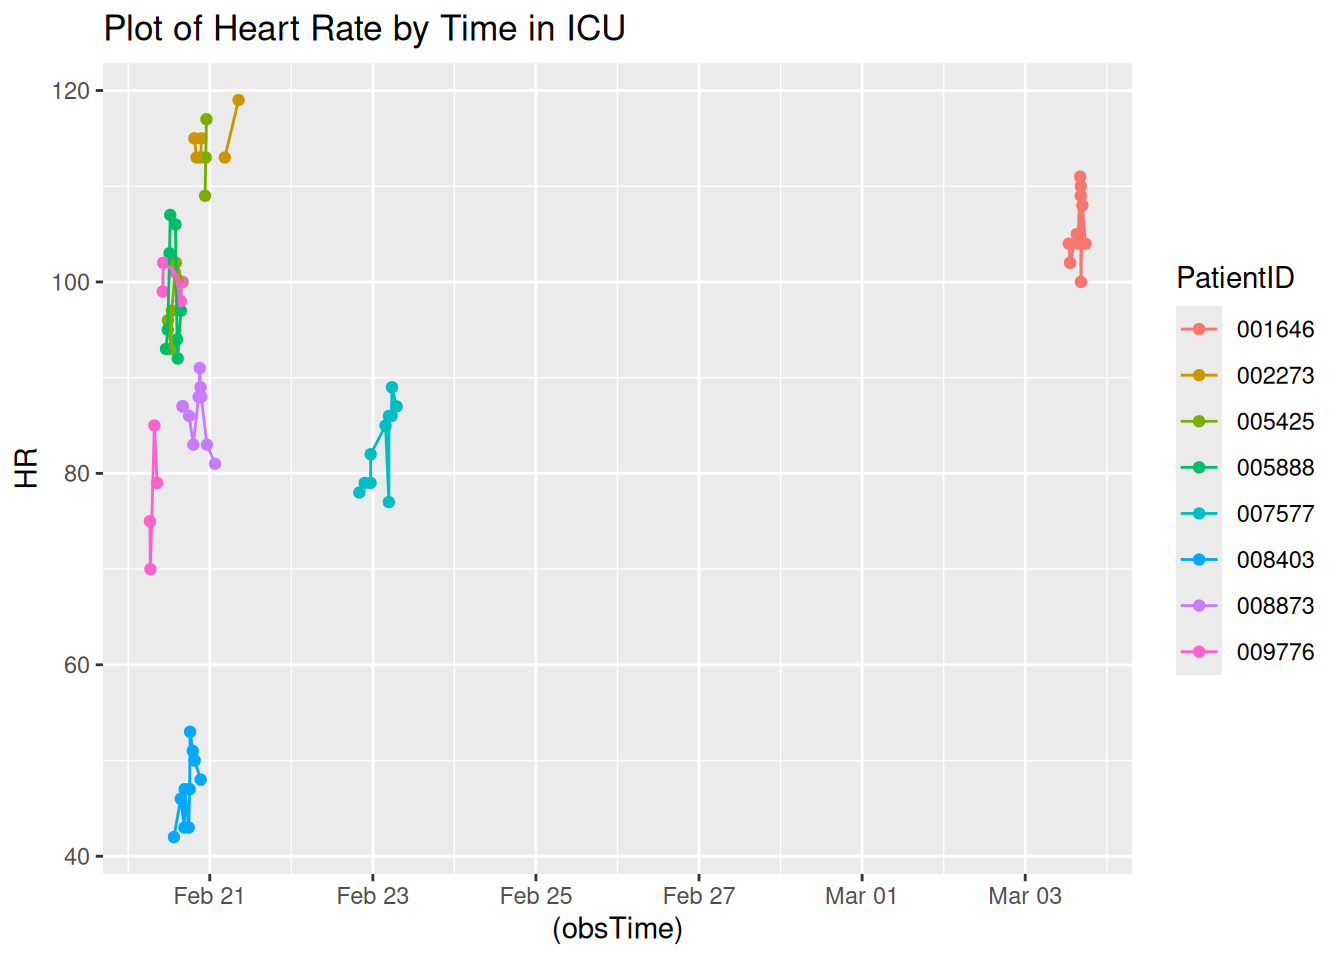 Plot of Heart Rate by Time in ICU
120
100
80
60
40
HR
Feb 21
Feb 23
Feb 25
Feb 27
Mar 01
Mar 03
(obsTime)
PatientID
001646
002273
005425
005888
007577
008403
008873
009776